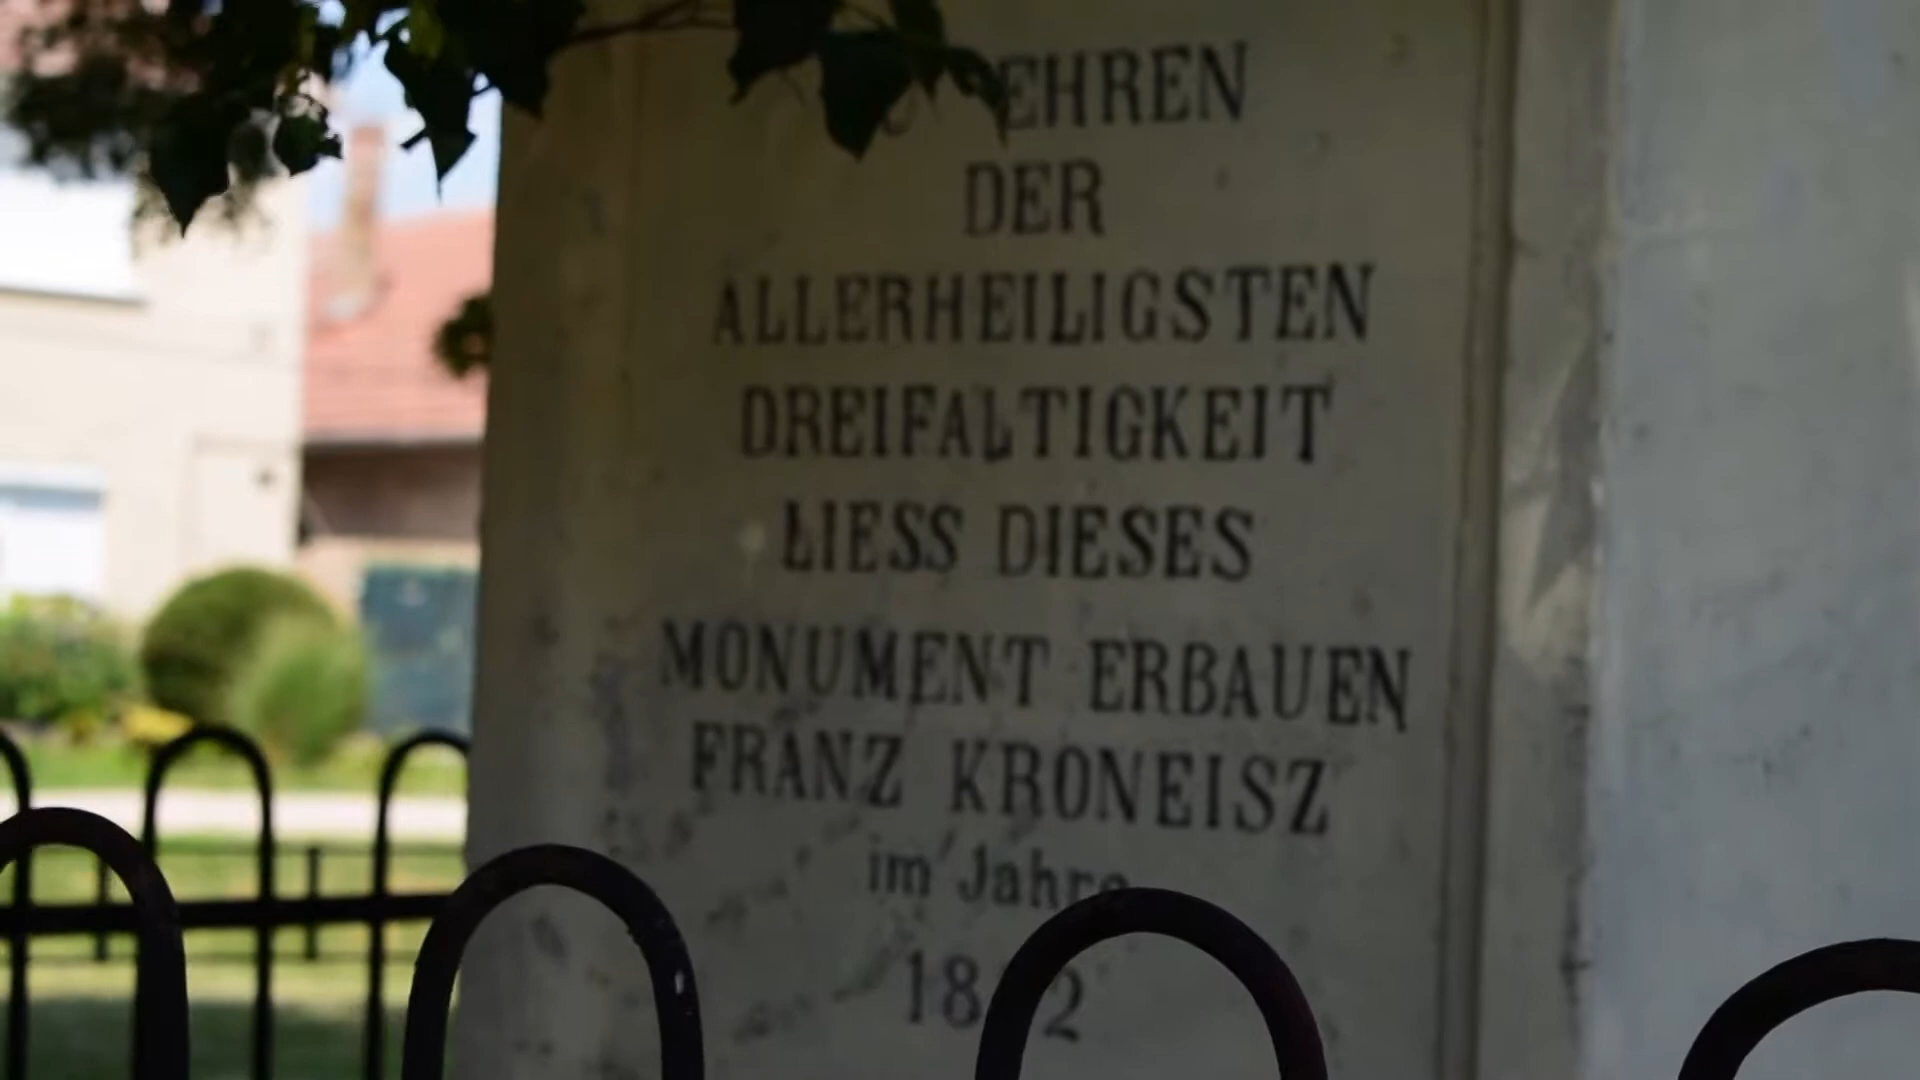 EHREN
DER
ALLERHEILIGSTEN
DREIFALTIGKEIT
LIESS DIESES
MONUMENT ERBAUEN
FRANZ KRONEISZ
im Jahre